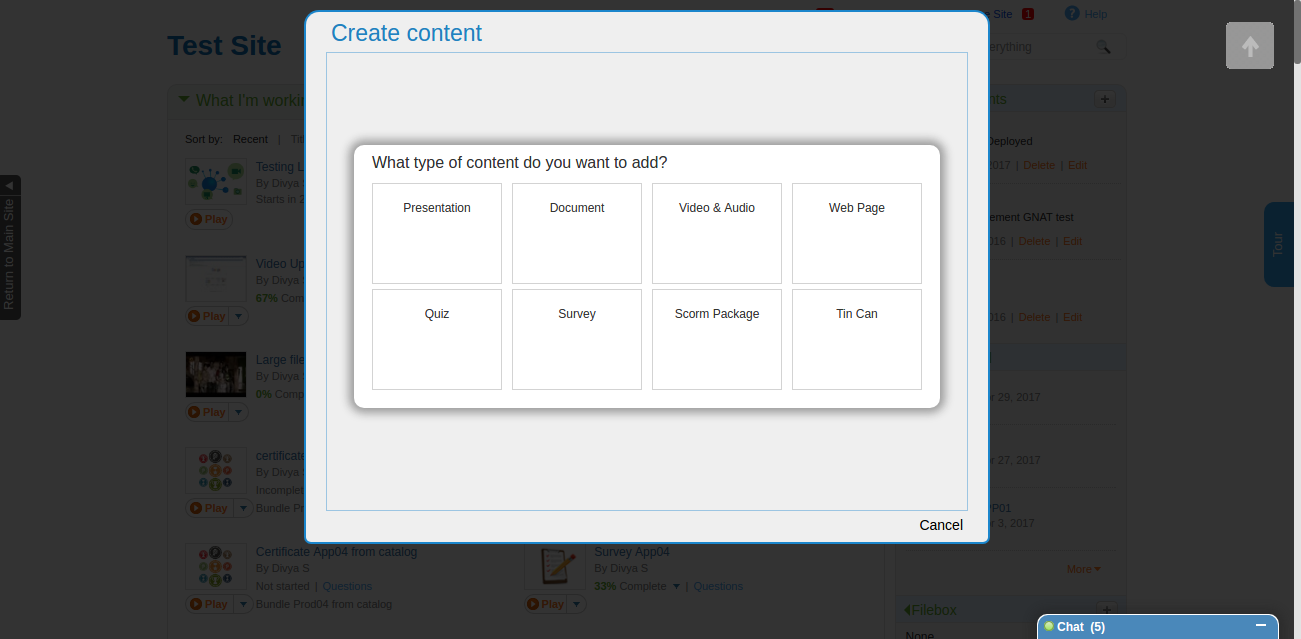 Create content
e Site 1 Help
Test Site
erything
What I'm workin
nts +
Sort by: Recent | Titl
Deployed
2017 | Delete | Edit
What type of content do you want to add?
Presentation Document Video & Audio Web Page
Quiz Survey Scorm Package Tin Can
Cancel
Return to Main Site
Tour
Testing L
By Divya S
Starts in 2
Play
ement GNAT test
016 | Delete | Edit
Video Up
By Divya S
67% Com
Play
016 | Delete | Edit
Large file
By Divya S
0% Comp
Play
r 29, 2017
certificate
By Divya S
Incomplet
Play Bundle Pr
r 27, 2017
PP01
r 3, 2017
Certificate App04 from catalog
By Divya S
Not started | Questions
Play Bundle Prod04 from catalog
Survey App04
By Divya S
33% Complete | Questions
Play
More
Filebox +
None
Chat (5)